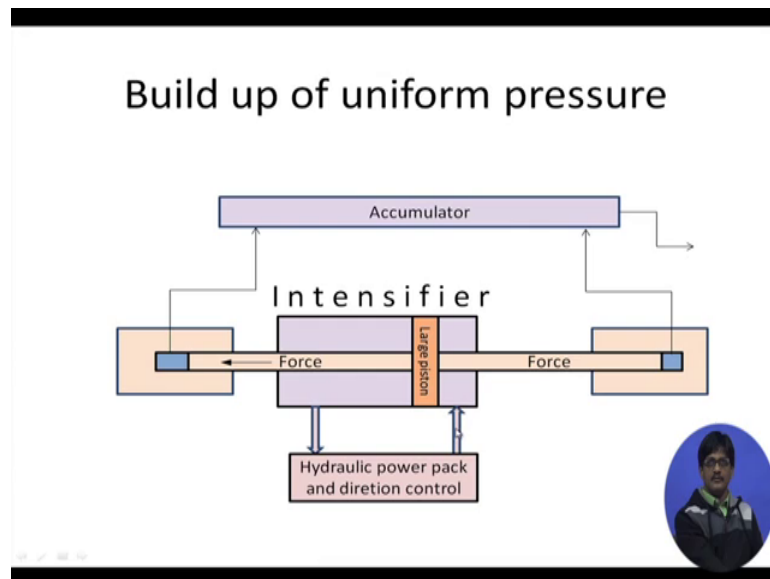 Build up of uniform pressure
Accumulator
Intensifier
Large piston
Force
Force
Hydraulic power pack
and diretion control